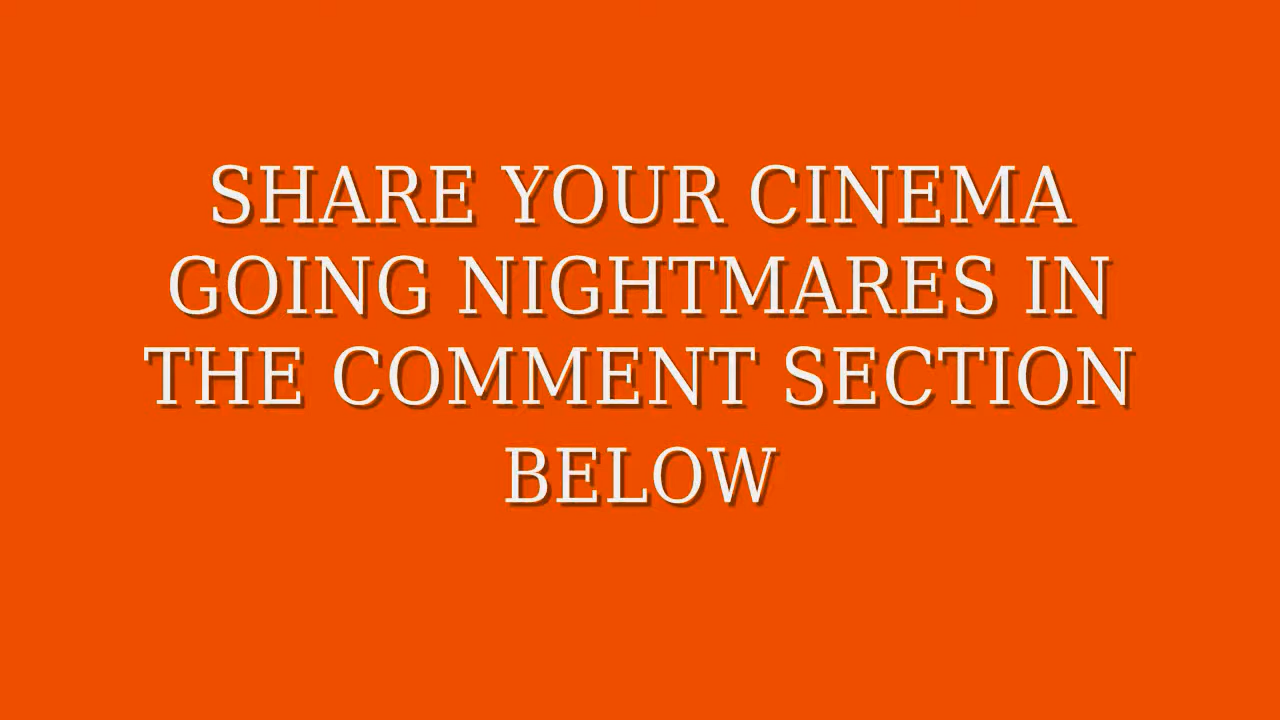 SHARE YOUR CINEMA
GOING NIGHTMARES IN
THE COMMENT SECTION
BELOW